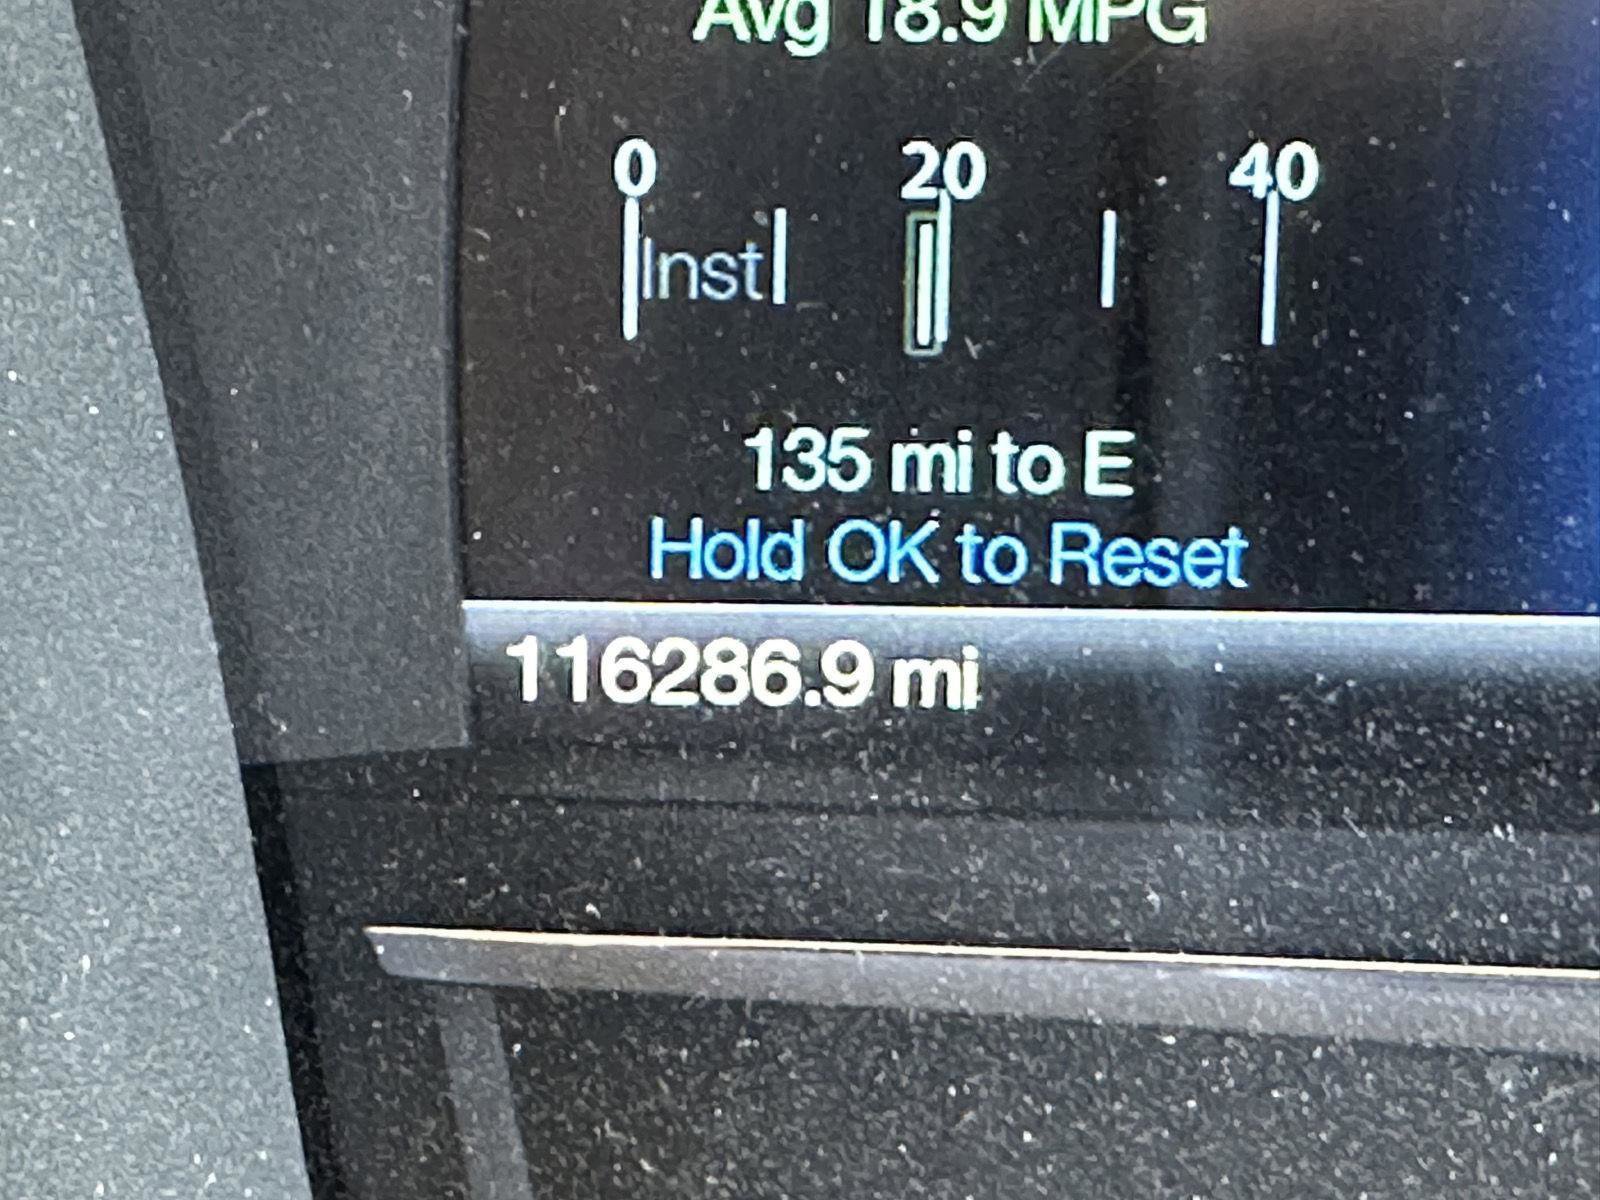 Avg 18.9 MPG
0 20 40
Inst
135 mi to E
Hold OK to Reset
116286.9 mi